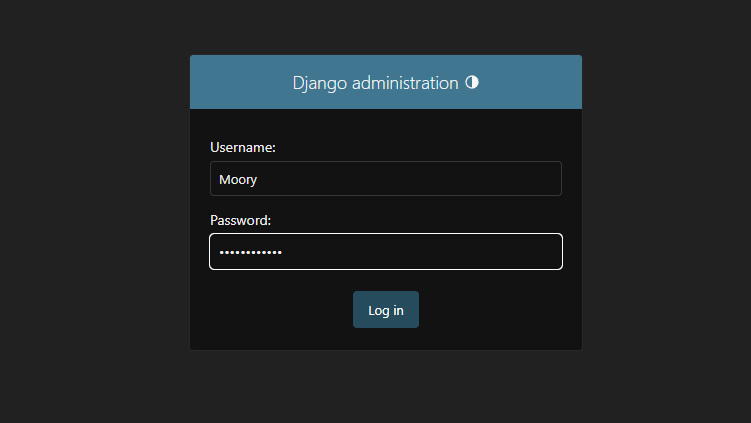 Django administration
Username:
Moory
Password:
••••••••••••
Log in